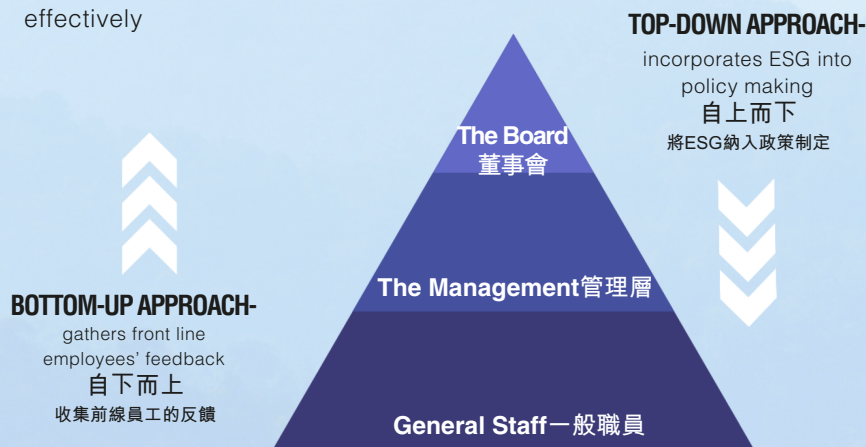 effectively
TOP-DOWN APPROACH-
incorporates ESG into
policy making
自上而下
將ESG納入政策制定
The Board
董事會
The Management管理層
BOTTOM-UP APPROACH-
gathers front line
employees’ feedback
自下而上
收集前線員工的反饋
General Staff一般職員